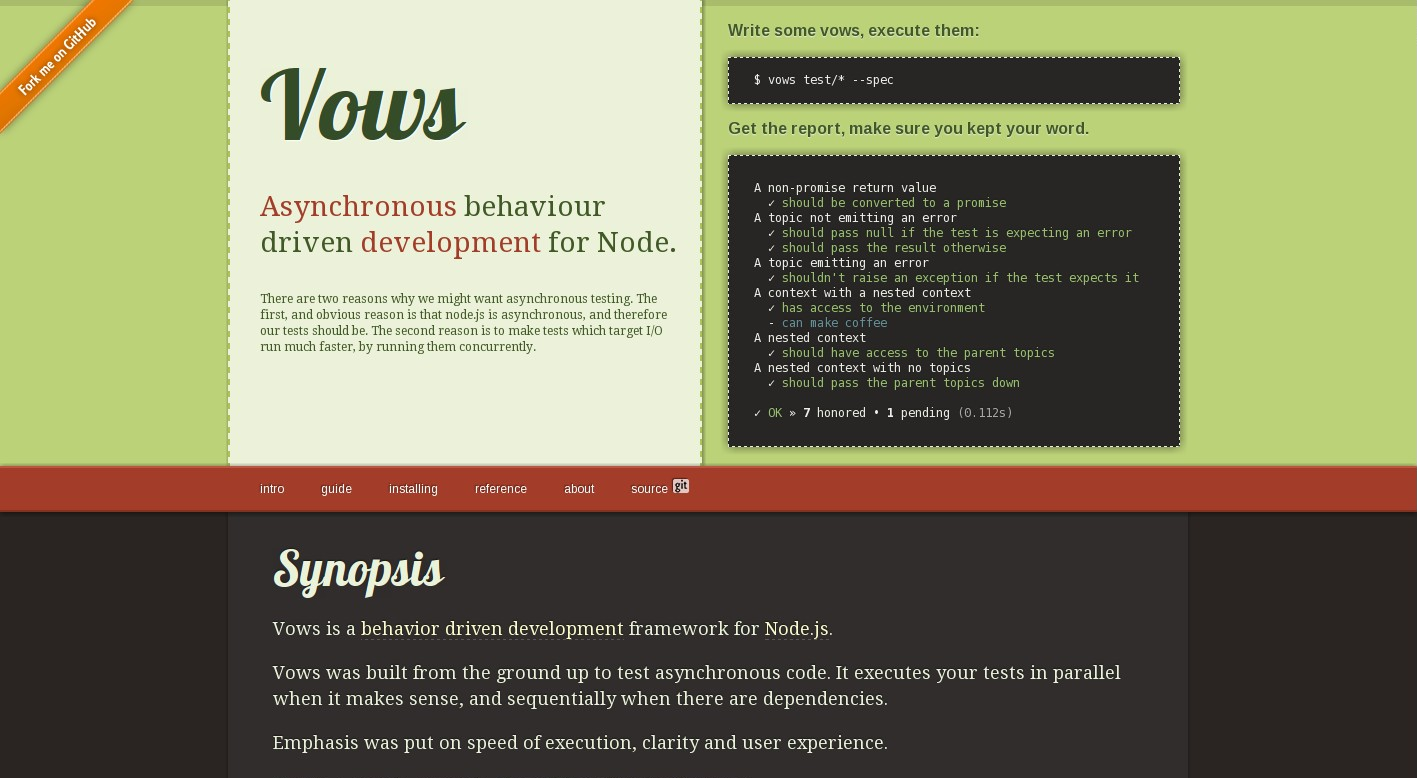 Fork me on GitHub
Vows
Asynchronous behaviour
driven development for Node.
There are two reasons why we might want asynchronous testing. The
first, and obvious reason is that node.js is asynchronous, and therefore
our tests should be. The second reason is to make tests which target I/O
run much faster, by running them concurrently.
Write some vows, execute them:
$ vows test/* --spec
Get the report, make sure you kept your word.
A non-promise return value
✓ should be converted to a promise
A topic not emitting an error
✓ should pass null if the test is expecting an error
✓ should pass the result otherwise
A topic emitting an error
✓ shouldn't raise an exception if the test expects it
A context with a nested context
✓ has access to the environment
- can make coffee
A nested context
✓ should have access to the parent topics
A nested context with no topics
✓ should pass the parent topics down
✓ OK » 7 honored • 1 pending (0.112s)
intro guide installing reference about source git
Synopsis
Vows is a behavior driven development framework for Node.js.
Vows was built from the ground up to test asynchronous code. It executes your tests in parallel
when it makes sense, and sequentially when there are dependencies.
Emphasis was put on speed of execution, clarity and user experience.